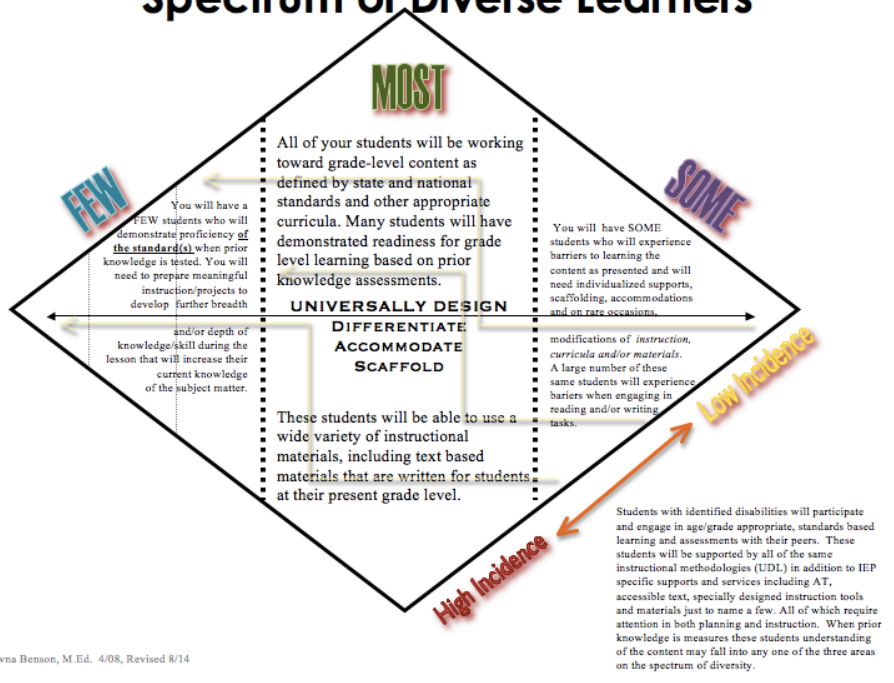 Spectrum of Diverse Learners
MOST
All of your students will be working
toward grade-level content as
defined by state and national
standards and other appropriate
curricula. Many students will have
demonstrated readiness for grade
level learning based on prior
knowledge assessments.
UNIVERSALLY DESIGN
DIFFERENTIATE
ACCOMMODATE
SCAFFOLD
These students will be able to use a
wide variety of instructional
materials, including text based
materials that are written for students
at their present grade level.
FEW
You will have a
FEW students who will
demonstrate proficiency of
the standard(s) when prior
knowledge is tested. You will
need to prepare meaningful
instruction/projects to
develop further breadth
and/or depth of
knowledge/skill during the
lesson that will increase their
current knowledge
of the subject matter.
SOME
You will have SOME
students who will experience
barriers to learning the
content as presented and will
need individualized supports,
scaffolding, accommodations
and on rare occasions,
modifications of instruction,
curricula and/or materials.
A large number of these
same students will experience
bariers when engaging in
reading and/or writing
tasks.
Low Incidence
High Incidence
Students with identified disabilities will participate
and engage in age/grade appropriate, standards based
learning and assessments with their peers. These
students will be supported by all of the same
instructional methodologies (UDL) in addition to IEP
specific supports and services including AT,
accessible text, specially designed instruction tools
and materials just to name a few. All of which require
attention in both planning and instruction. When prior
knowledge is measures these students understanding
of the content may fall into any one of the three areas
on the spectrum of diversity.
Benson, M.Ed. 4/08, Revised 8/14